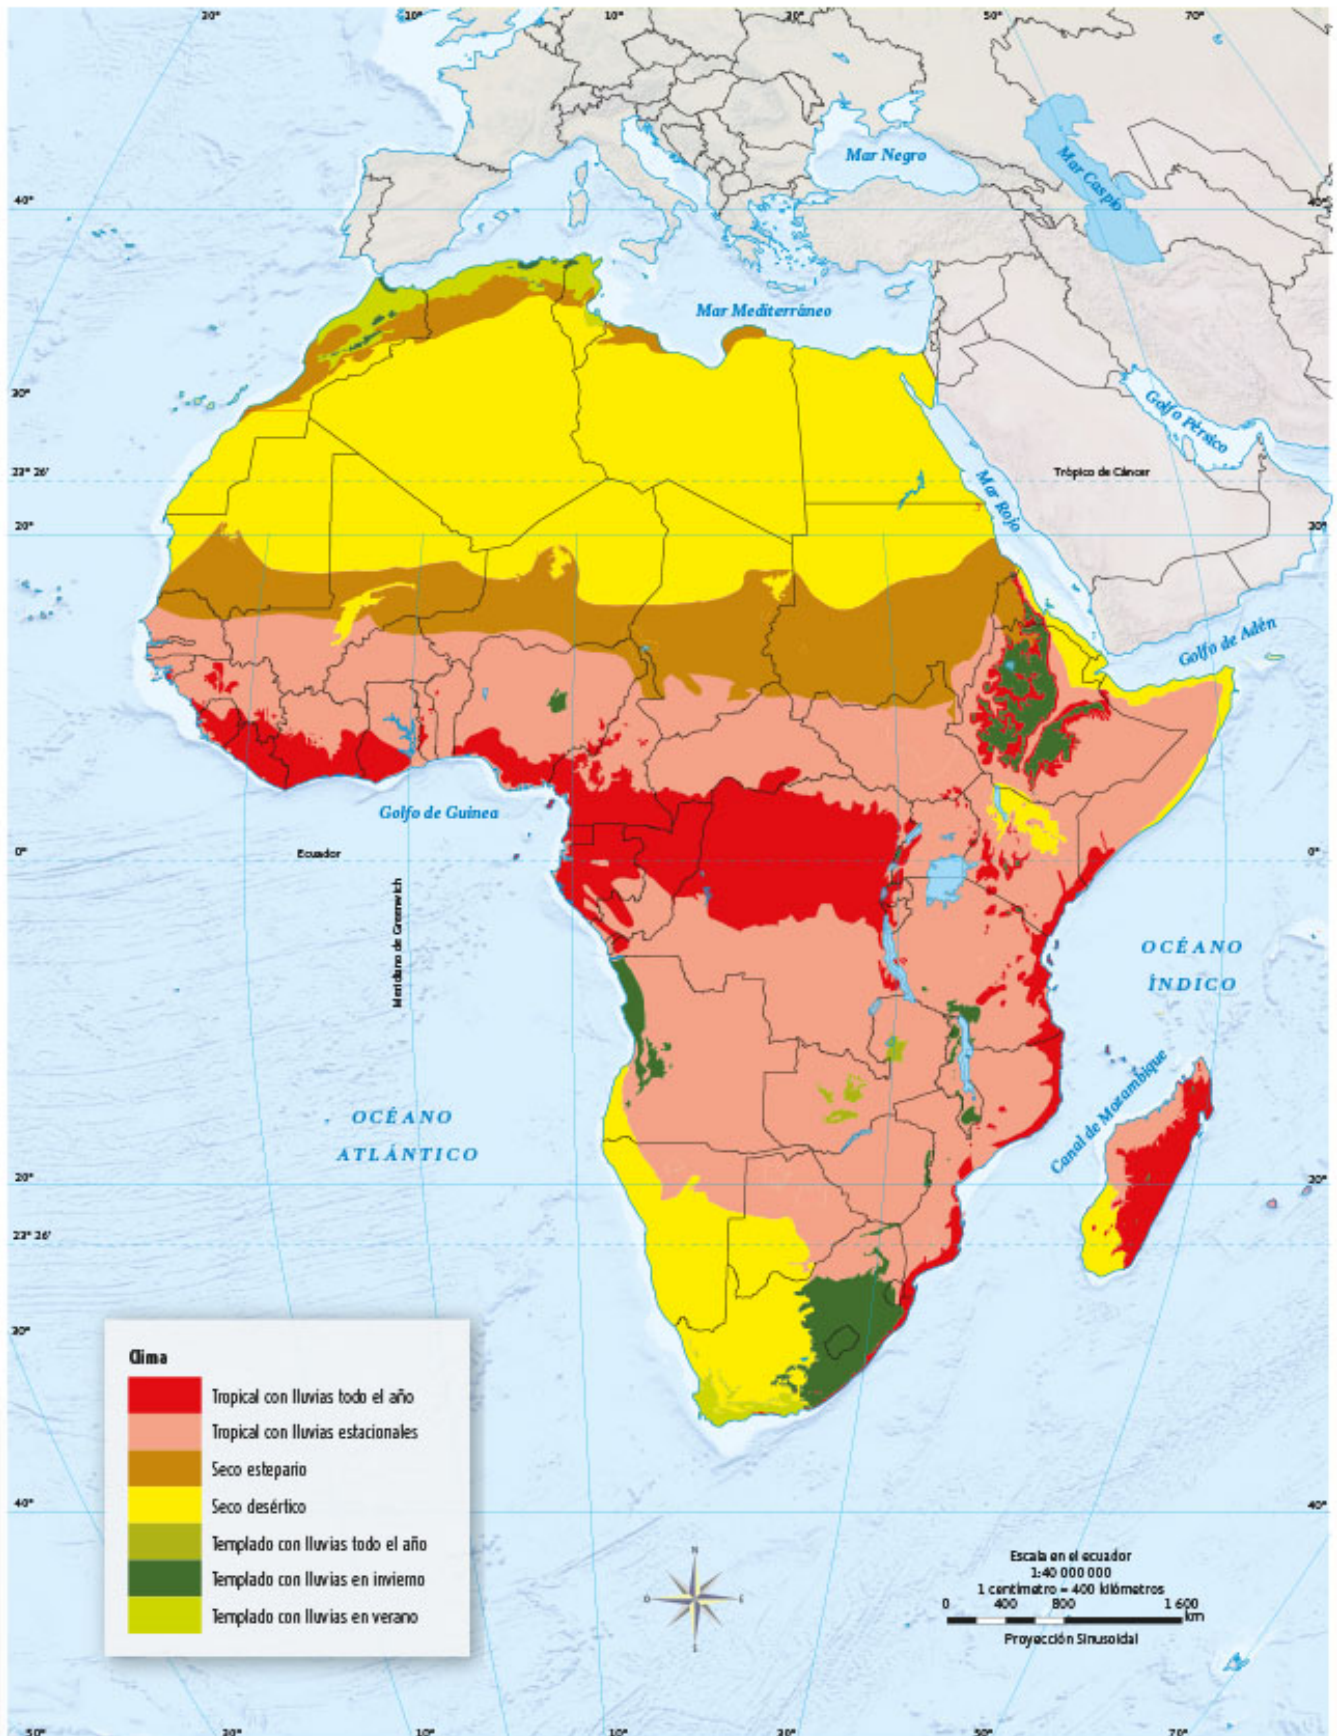 20° 10° 10° 30° 50° 70°
Mar Negro
Mar Caspio
40° 40°
Mar Mediterráneo
30°
Golfo Pérsico
23° 26'
Trópico de Cáncer
Mar Rojo
20° 20°
Golfo de Adén
Golfo de Guinea
0° Ecuador 0°
Meridiano de Greenwich
OCÉANO
ÍNDICO
Canal de Mozambique
OCÉANO
ATLÁNTICO
20° 20°
23° 26'
30°
Clima
Tropical con lluvias todo el año
Tropical con lluvias estacionales
Seco estepario
Seco desértico
Templado con lluvias todo el año
Templado con lluvias en invierno
Templado con lluvias en verano
40° 40°
N
O E
S
Escala en el ecuador
1:40 000 000
1 centímetro = 400 kilómetros
0 400 800 1 600
km
Proyección Sinusoidal